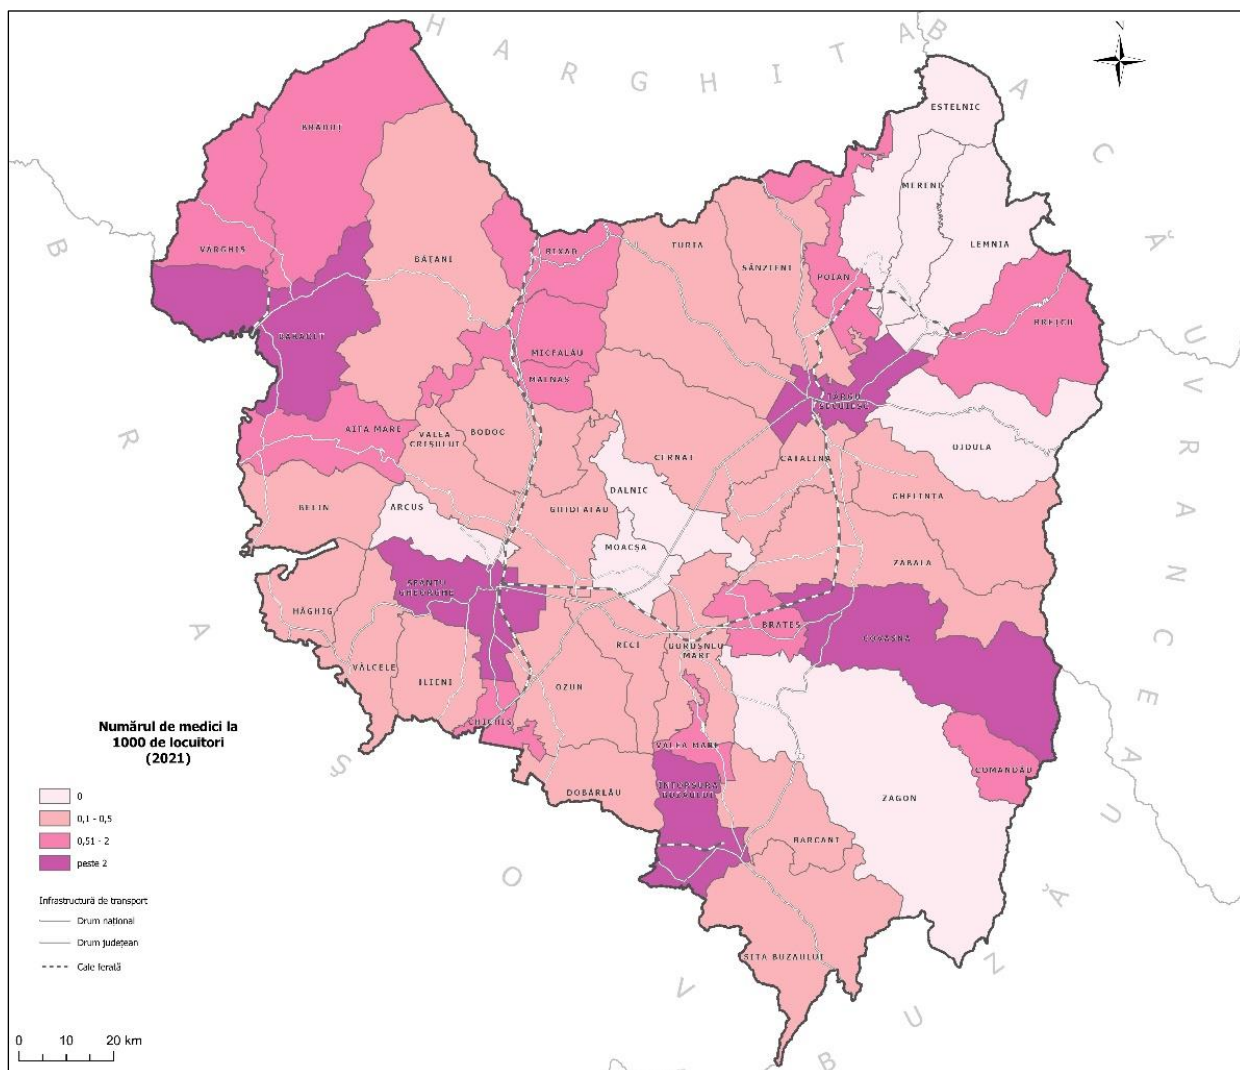 HARGHITA
BACĂU
BRAȘOV
VRANCEA
BUZĂU
N
ESTELNIC
BRĂDUȚ
MERENI
LEMNIA
VARGHIS
BIXAD
TURIA
BĂȚANI
SÂNZIENI
POIAN
BRETCU
BARAOLT
MICFALĂU
MALNAȘ
TÂRGU
SECUIESC
AITA MARE
VALEA
CRIȘULUI
BODOC
OJDULA
CERNAT
CATALINA
DALNIC
GHELINȚA
BELIN
ARCUȘ
GHIDFALĂU
MOACȘA
ZABALA
SFÂNTU
GHEORGHE
HĂGHIG
BRATEȘ
COVASNA
RECI
BOROȘNEU
MARE
VÂLCELE
ILIENI
OZUN
CHICHIȘ
VALEA MARE
COMANDĂU
DOBÂRLĂU
ÎNTORSURA
BUZĂULUI
ZAGON
BARCANI
SITA BUZAULUI
Numărul de medici la
1000 de locuitori
(2021)
0
0,1 - 0,5
0,51 - 2
peste 2
Infrastructură de transport
Drum național
Drum județean
Cale ferată
0 10 20 km